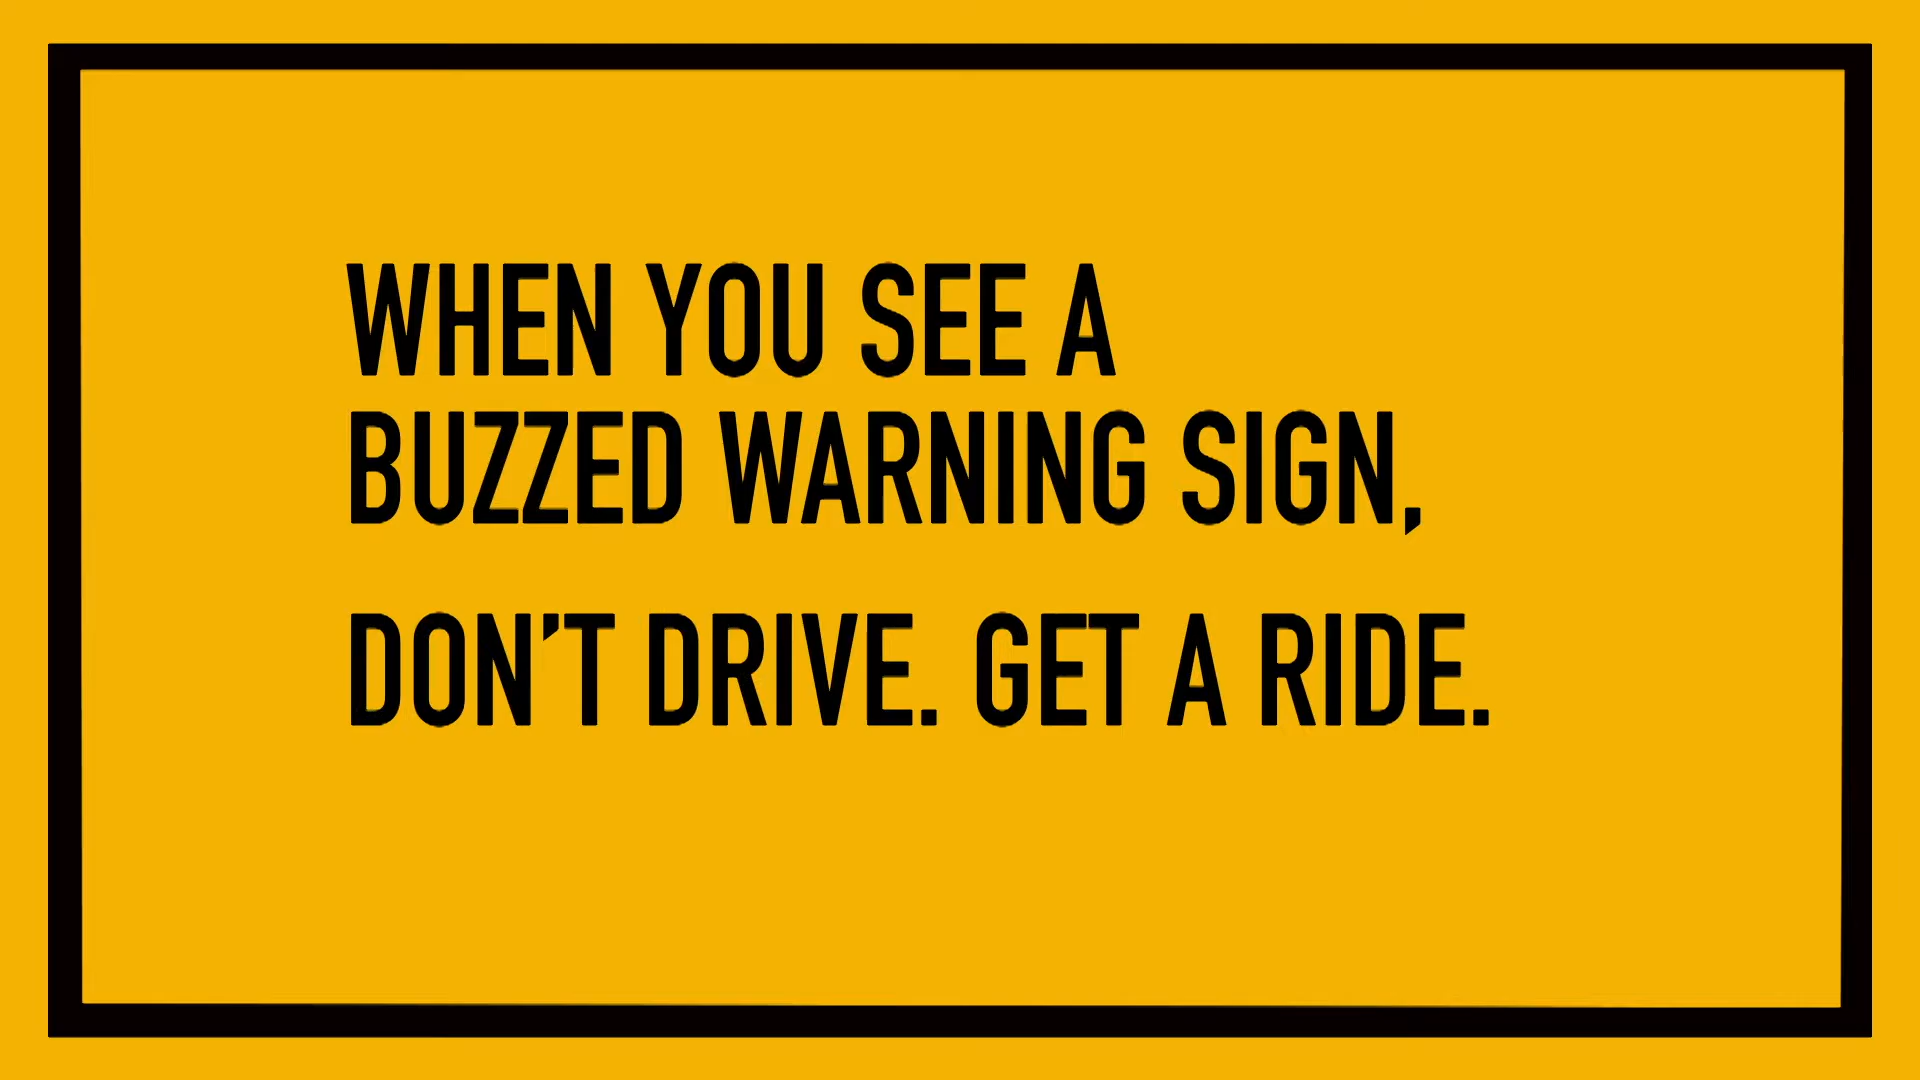 WHEN YOU SEE A
BUZZED WARNING SIGN,
DON’T DRIVE. GET A RIDE.